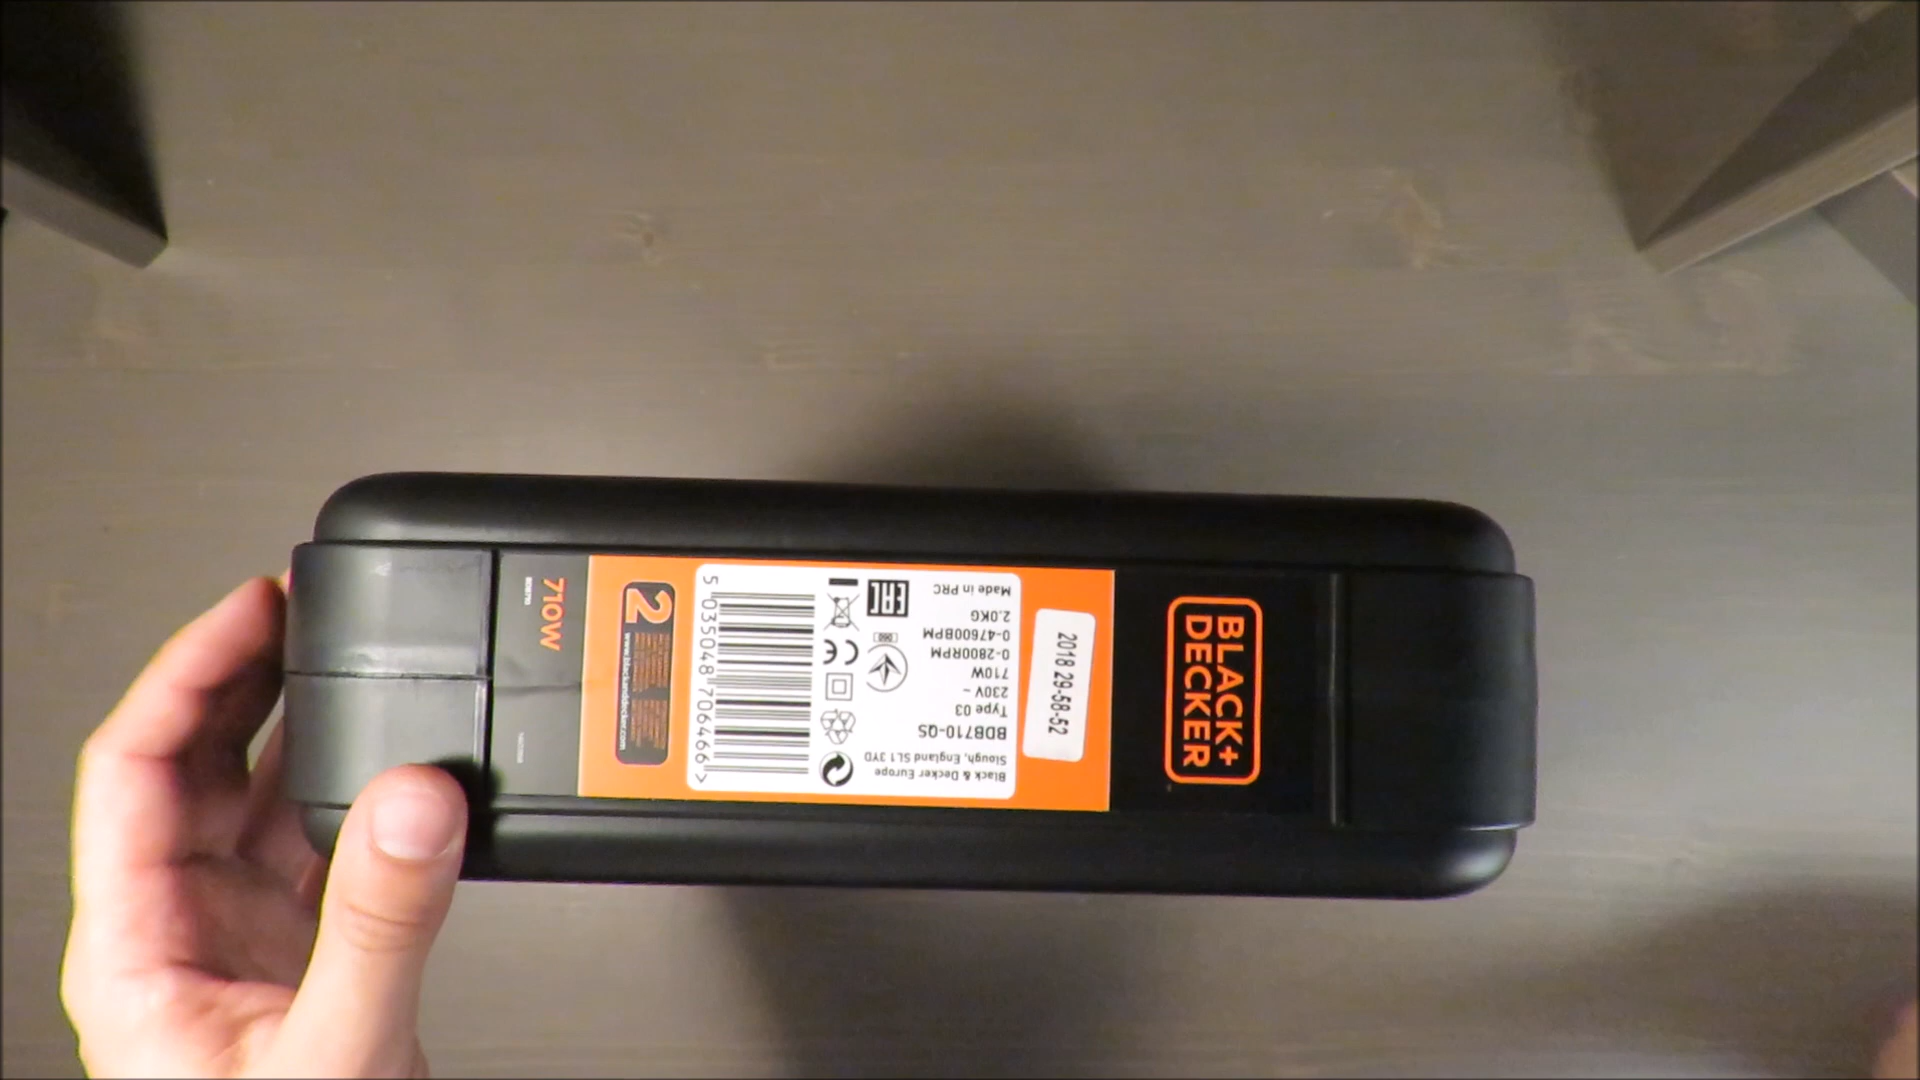 BLACK+
DECKER
2018 29-58-52
Black & Decker Europe
Slough, England SL1 3YD
BDB710-QS
Type 03
230V ~
710W
0-2800RPM
0-47600BPM
2.0KG
Made in PRC
EAC
CE
5 035048 706466 >
2
www.blackanddecker.com
710W